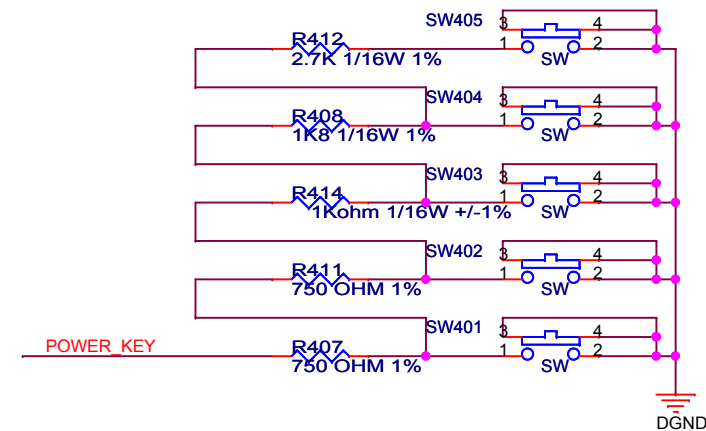 SW405
3 4
R412
1 2
2.7K 1/16W 1%
SW
SW404
3 4
R408
1 2
1K8 1/16W 1%
SW
SW403
3 4
R414
1 2
1Kohm 1/16W +/-1%
SW
SW402
3 4
R411
1 2
750 OHM 1%
SW
SW401
3 4
POWER_KEY
R407
1 2
750 OHM 1%
SW
DGND